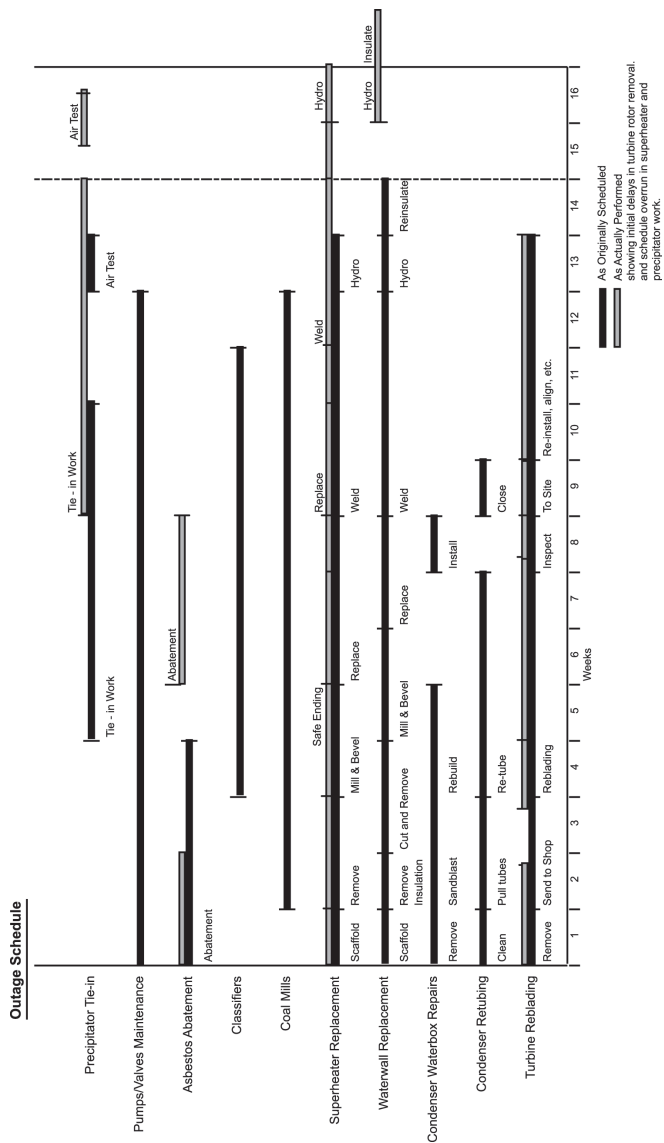 Outage Schedule
Precipitator Tie-in
Tie - in Work
Air Test
Tie - in Work
Air Test
Pumps/Valves Maintenance
Asbestos Abatement
Abatement
Abatement
Classifiers
Coal Mills
Superheater Replacement
Safe Ending
Replace
Weld
Hydro
Scaffold
Remove
Mill & Bevel
Replace
Weld
Hydro
Waterwall Replacement
Hydro
Insulate
Scaffold
Remove
Insulation
Cut and Remove
Mill & Bevel
Replace
Weld
Hydro
Reinsulate
Condenser Waterbox Repairs
Remove
Sandblast
Rebuild
Install
Condenser Retubing
Clean
Pull tubes
Re-tube
Close
Turbine Reblading
Remove
Send to Shop
Reblading
Inspect
To Site
Re-install, align, etc.
1 2 3 4 5 6 7 8 9 10 11 12 13 14 15 16
Weeks
As Originally Scheduled
As Actually Performed
showing initial delays in turbine rotor removal.
and schedule overrun in superheater and
precipitator work.